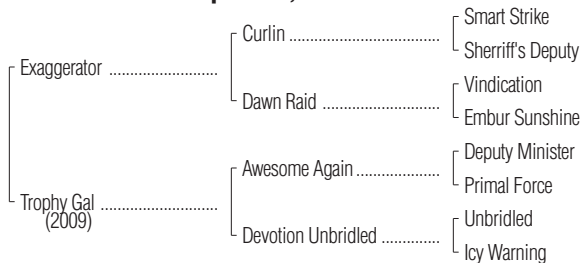 Smart Strike
Curlin
Sherriff's Deputy
Exaggerator
Vindication
Dawn Raid
Embur Sunshine
Deputy Minister
Awesome Again
Primal Force
Trophy Gal
(2009)
Unbridled
Devotion Unbridled
Icy Warning